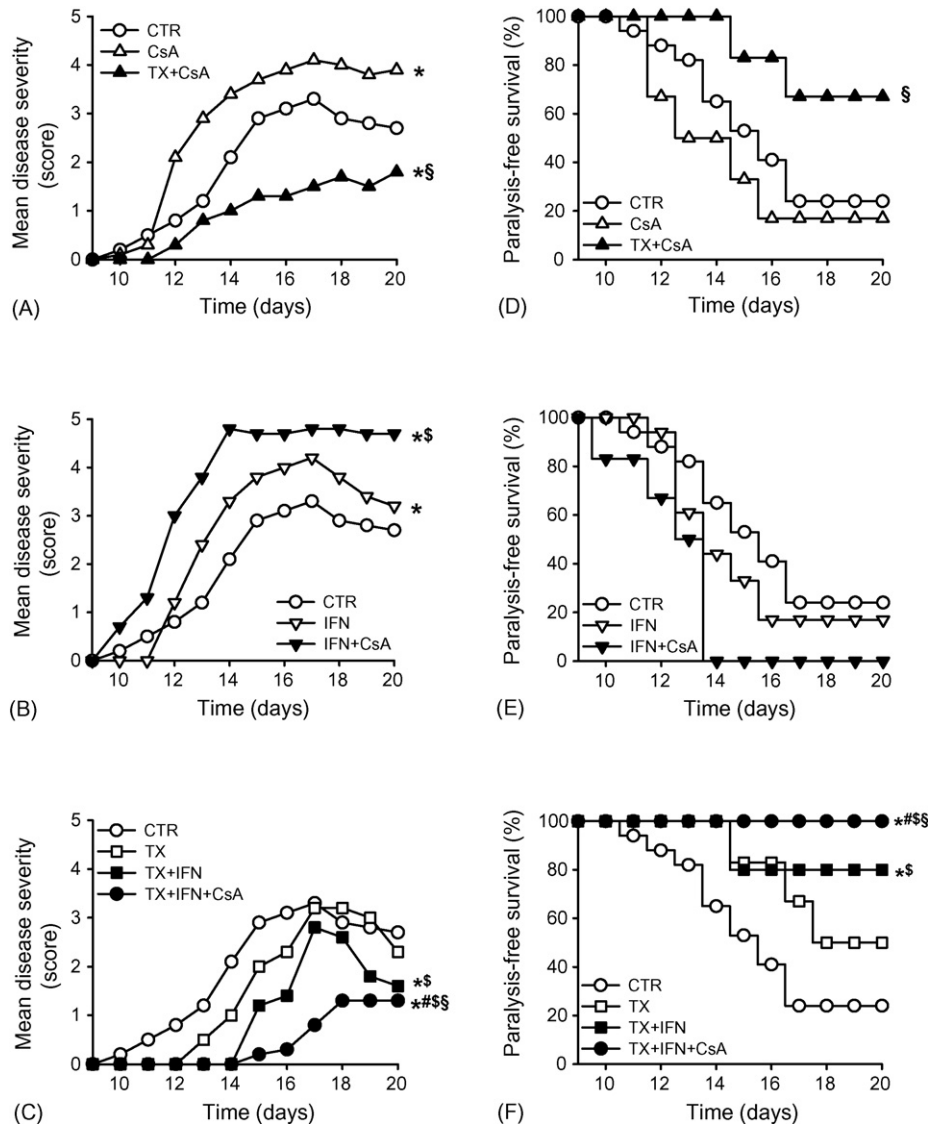 5
4
3
2
1
0
Mean disease severity
(score)
CTR
CsA
TX+CsA
*
*§
10 12 14 16 18 20
Time (days)
(A)
100
80
60
40
20
0
Paralysis-free survival (%)
§
CTR
CsA
TX+CsA
10 12 14 16 18 20
Time (days)
(D)
5
4
3
2
1
0
Mean disease severity
(score)
*$
*
CTR
IFN
IFN+CsA
10 12 14 16 18 20
Time (days)
(B)
100
80
60
40
20
0
Paralysis-free survival (%)
CTR
IFN
IFN+CsA
10 12 14 16 18 20
Time (days)
(E)
5
4
3
2
1
0
Mean disease severity
(score)
CTR
TX
TX+IFN
TX+IFN+CsA
*$
*#$§
10 12 14 16 18 20
Time (days)
(C)
100
80
60
40
20
0
Paralysis-free survival (%)
*#$§
*$
CTR
TX
TX+IFN
TX+IFN+CsA
10 12 14 16 18 20
Time (days)
(F)